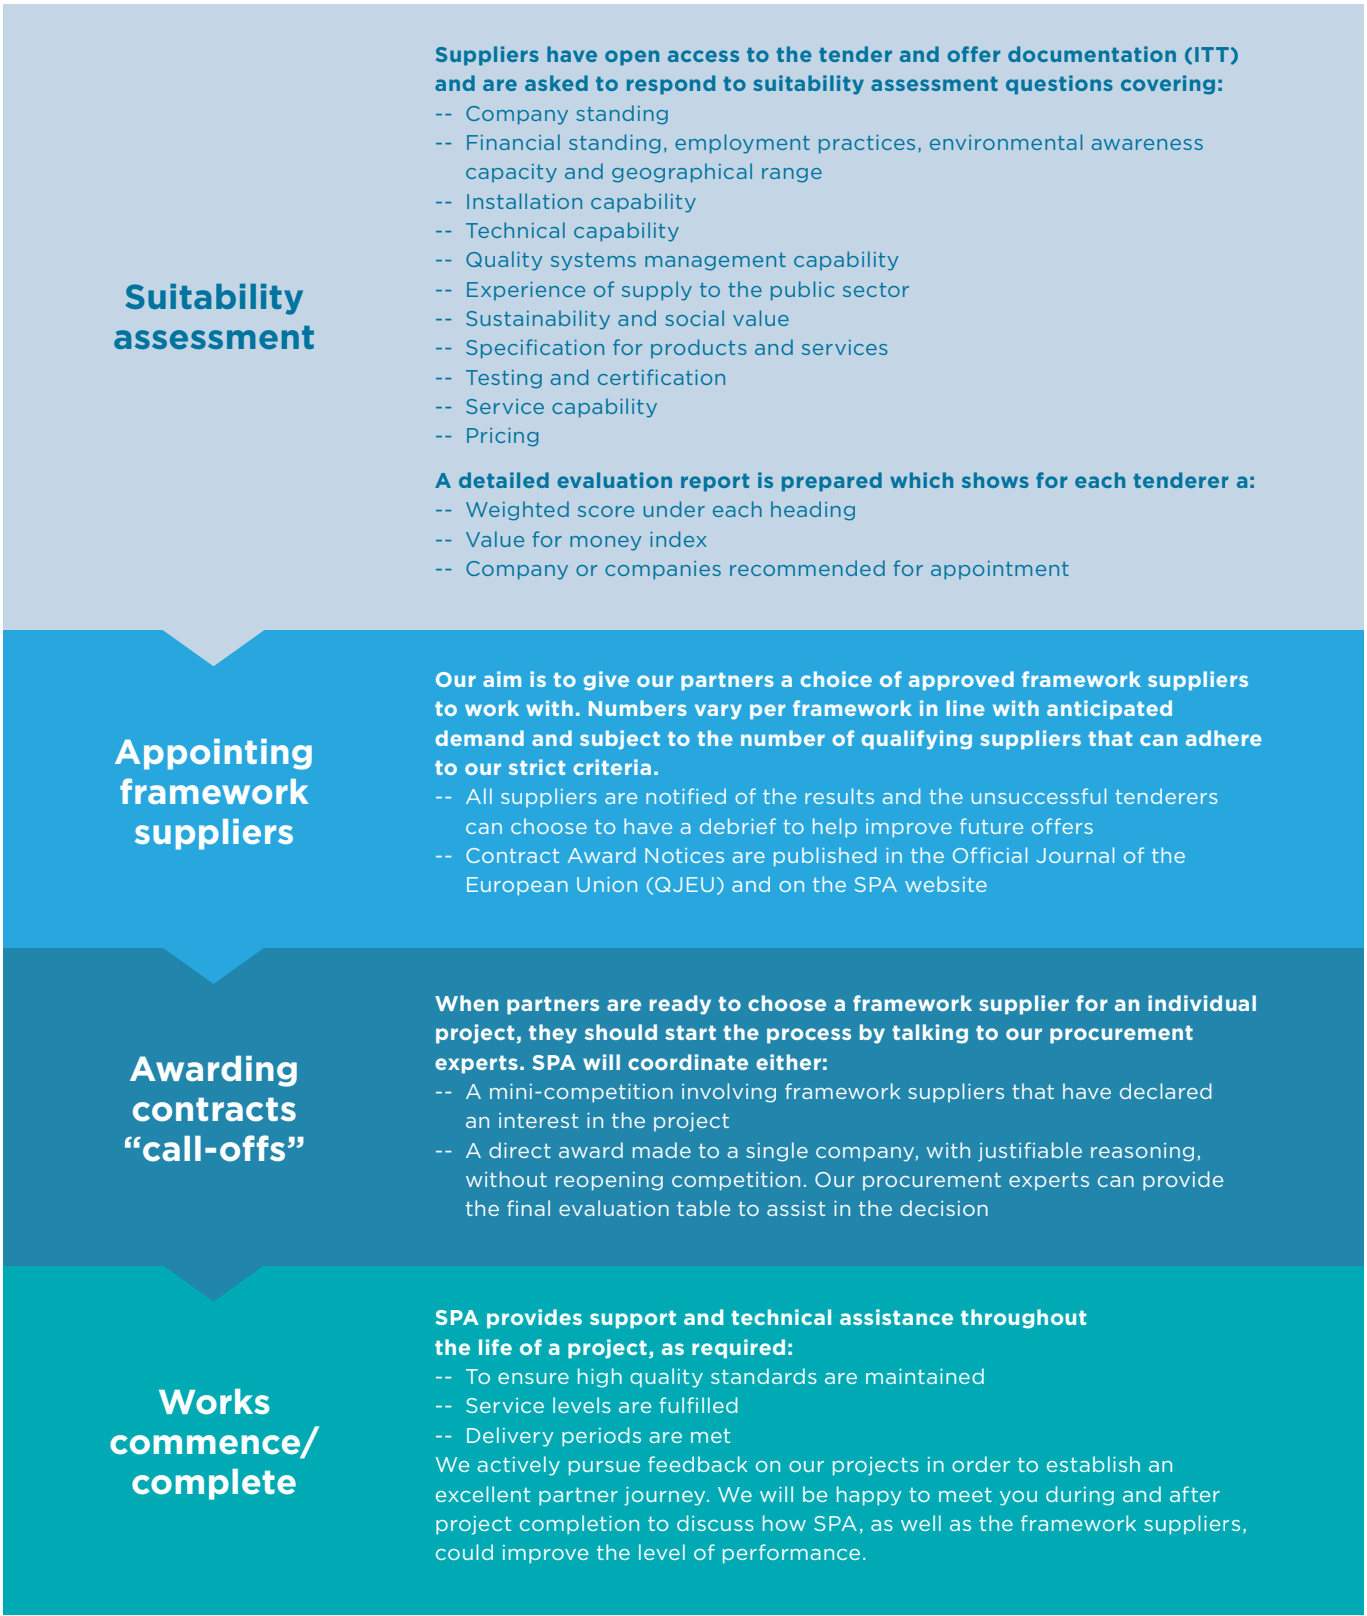 Suitability
assessment
Suppliers have open access to the tender and offer documentation (ITT)
and are asked to respond to suitability assessment questions covering:
-- Company standing
-- Financial standing, employment practices, environmental awareness
capacity and geographical range
-- Installation capability
-- Technical capability
-- Quality systems management capability
-- Experience of supply to the public sector
-- Sustainability and social value
-- Specification for products and services
-- Testing and certification
-- Service capability
-- Pricing
A detailed evaluation report is prepared which shows for each tenderer a:
-- Weighted score under each heading
-- Value for money index
-- Company or companies recommended for appointment
Appointing
framework
suppliers
Our aim is to give our partners a choice of approved framework suppliers
to work with. Numbers vary per framework in line with anticipated
demand and subject to the number of qualifying suppliers that can adhere
to our strict criteria.
-- All suppliers are notified of the results and the unsuccessful tenderers
can choose to have a debrief to help improve future offers
-- Contract Award Notices are published in the Official Journal of the
European Union (QJEU) and on the SPA website
Awarding
contracts
“call-offs”
When partners are ready to choose a framework supplier for an individual
project, they should start the process by talking to our procurement
experts. SPA will coordinate either:
-- A mini-competition involving framework suppliers that have declared
an interest in the project
-- A direct award made to a single company, with justifiable reasoning,
without reopening competition. Our procurement experts can provide
the final evaluation table to assist in the decision
Works
commence/
complete
SPA provides support and technical assistance throughout
the life of a project, as required:
-- To ensure high quality standards are maintained
-- Service levels are fulfilled
-- Delivery periods are met
We actively pursue feedback on our projects in order to establish an
excellent partner journey. We will be happy to meet you during and after
project completion to discuss how SPA, as well as the framework suppliers,
could improve the level of performance.